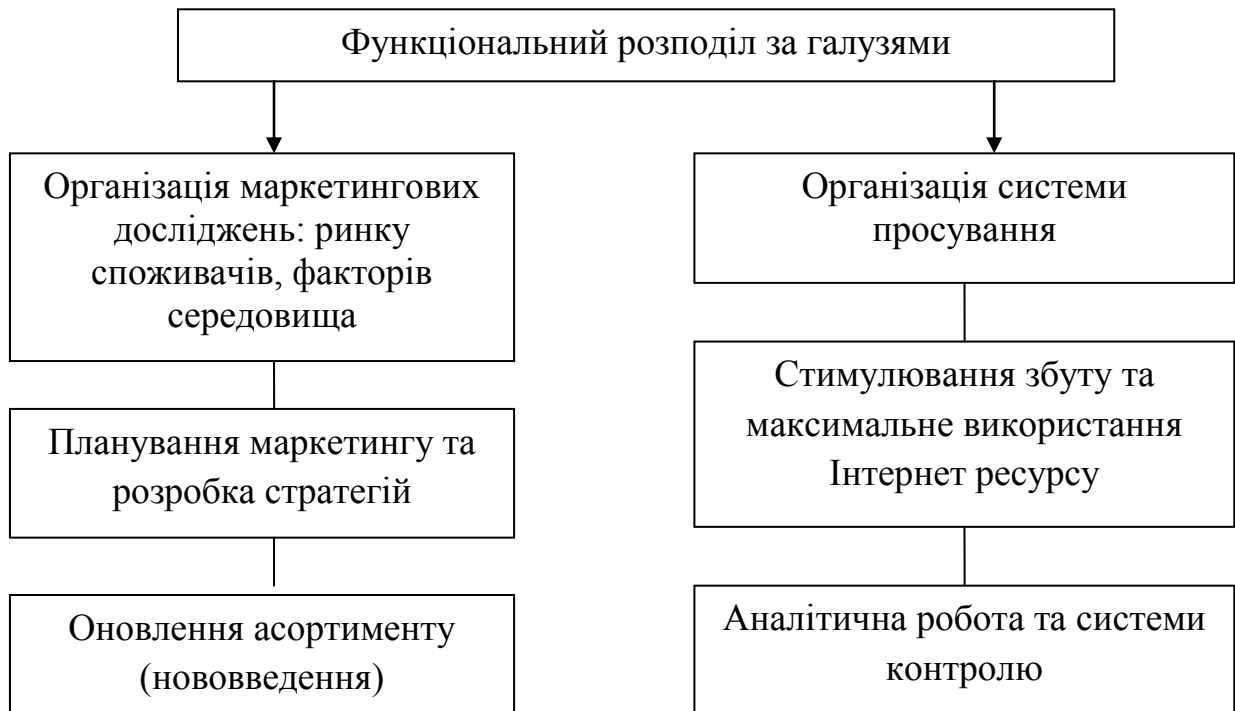 Функціональний розподіл за галузями
Організація маркетингових
досліджень: ринку
споживачів, факторів
середовища
Планування маркетингу та
розробка стратегій
Оновлення асортименту
(нововведення)
Організація системи
просування
Стимулювання збуту та
максимальне використання
Інтернет ресурсу
Аналітична робота та системи
контролю